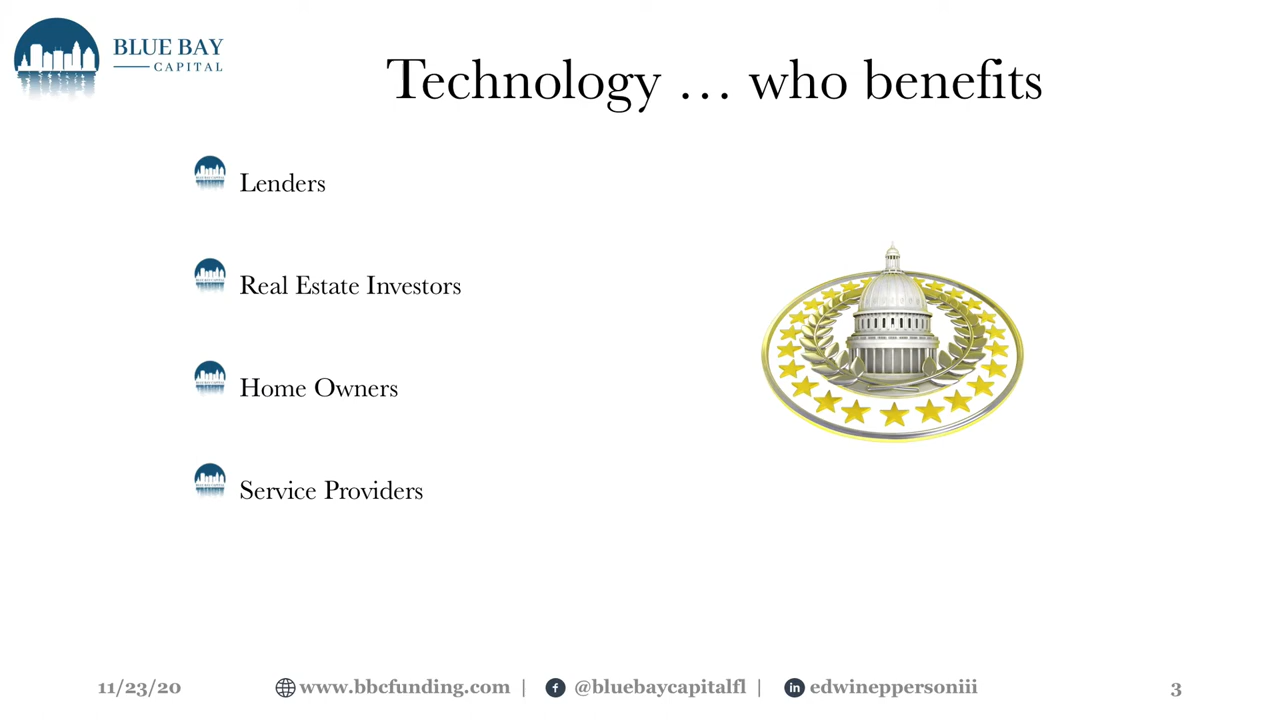 BLUE BAY
CAPITAL
Technology … who benefits
Lenders
Real Estate Investors
Home Owners
Service Providers
11/23/20
www.bbcfunding.com |
@bluebaycapitalfl |
edwineppersoniii
3